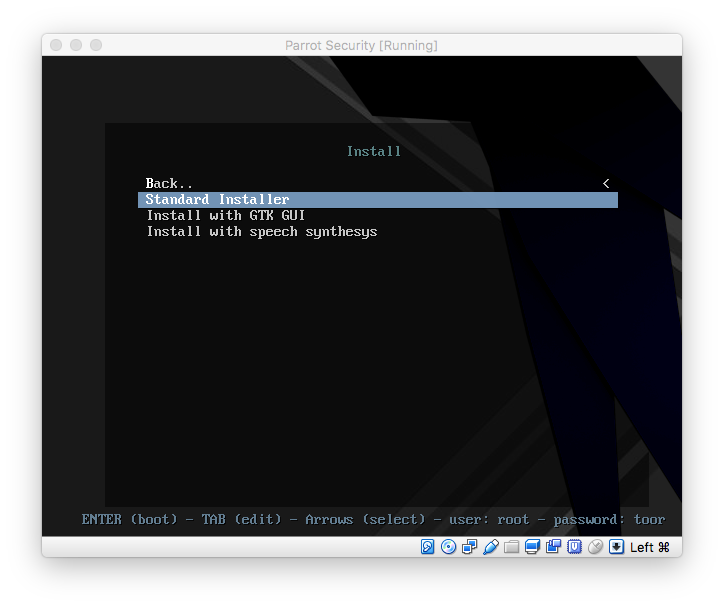 Parrot Security [Running]
Install
Back.. <
Standard Installer
Install with GTK GUI
Install with speech synthesys
ENTER (boot) - TAB (edit) - Arrows (select) - user: root - password: toor
Left ⌘